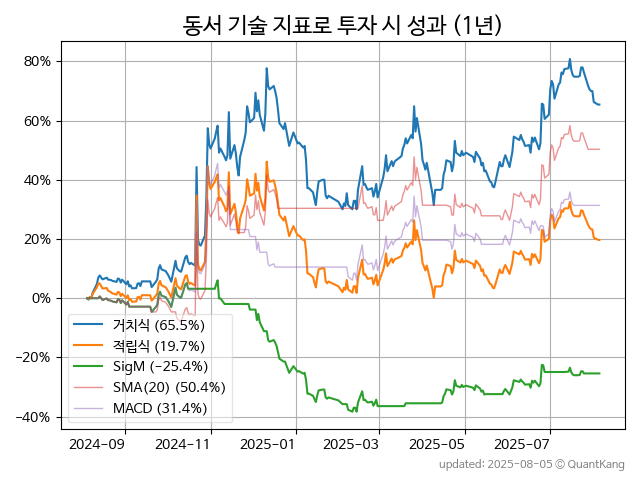 동서 기술 지표로 투자 시 성과 (1년)
80%
60%
40%
20%
0%
−20%
−40%
거치식 (65.5%)
적립식 (19.7%)
SigM (−25.4%)
SMA(20) (50.4%)
MACD (31.4%)
2024−09
2024−11
2025−01
2025−03
2025−05
2025−07
updated: 2025-08-05 © QuantKang